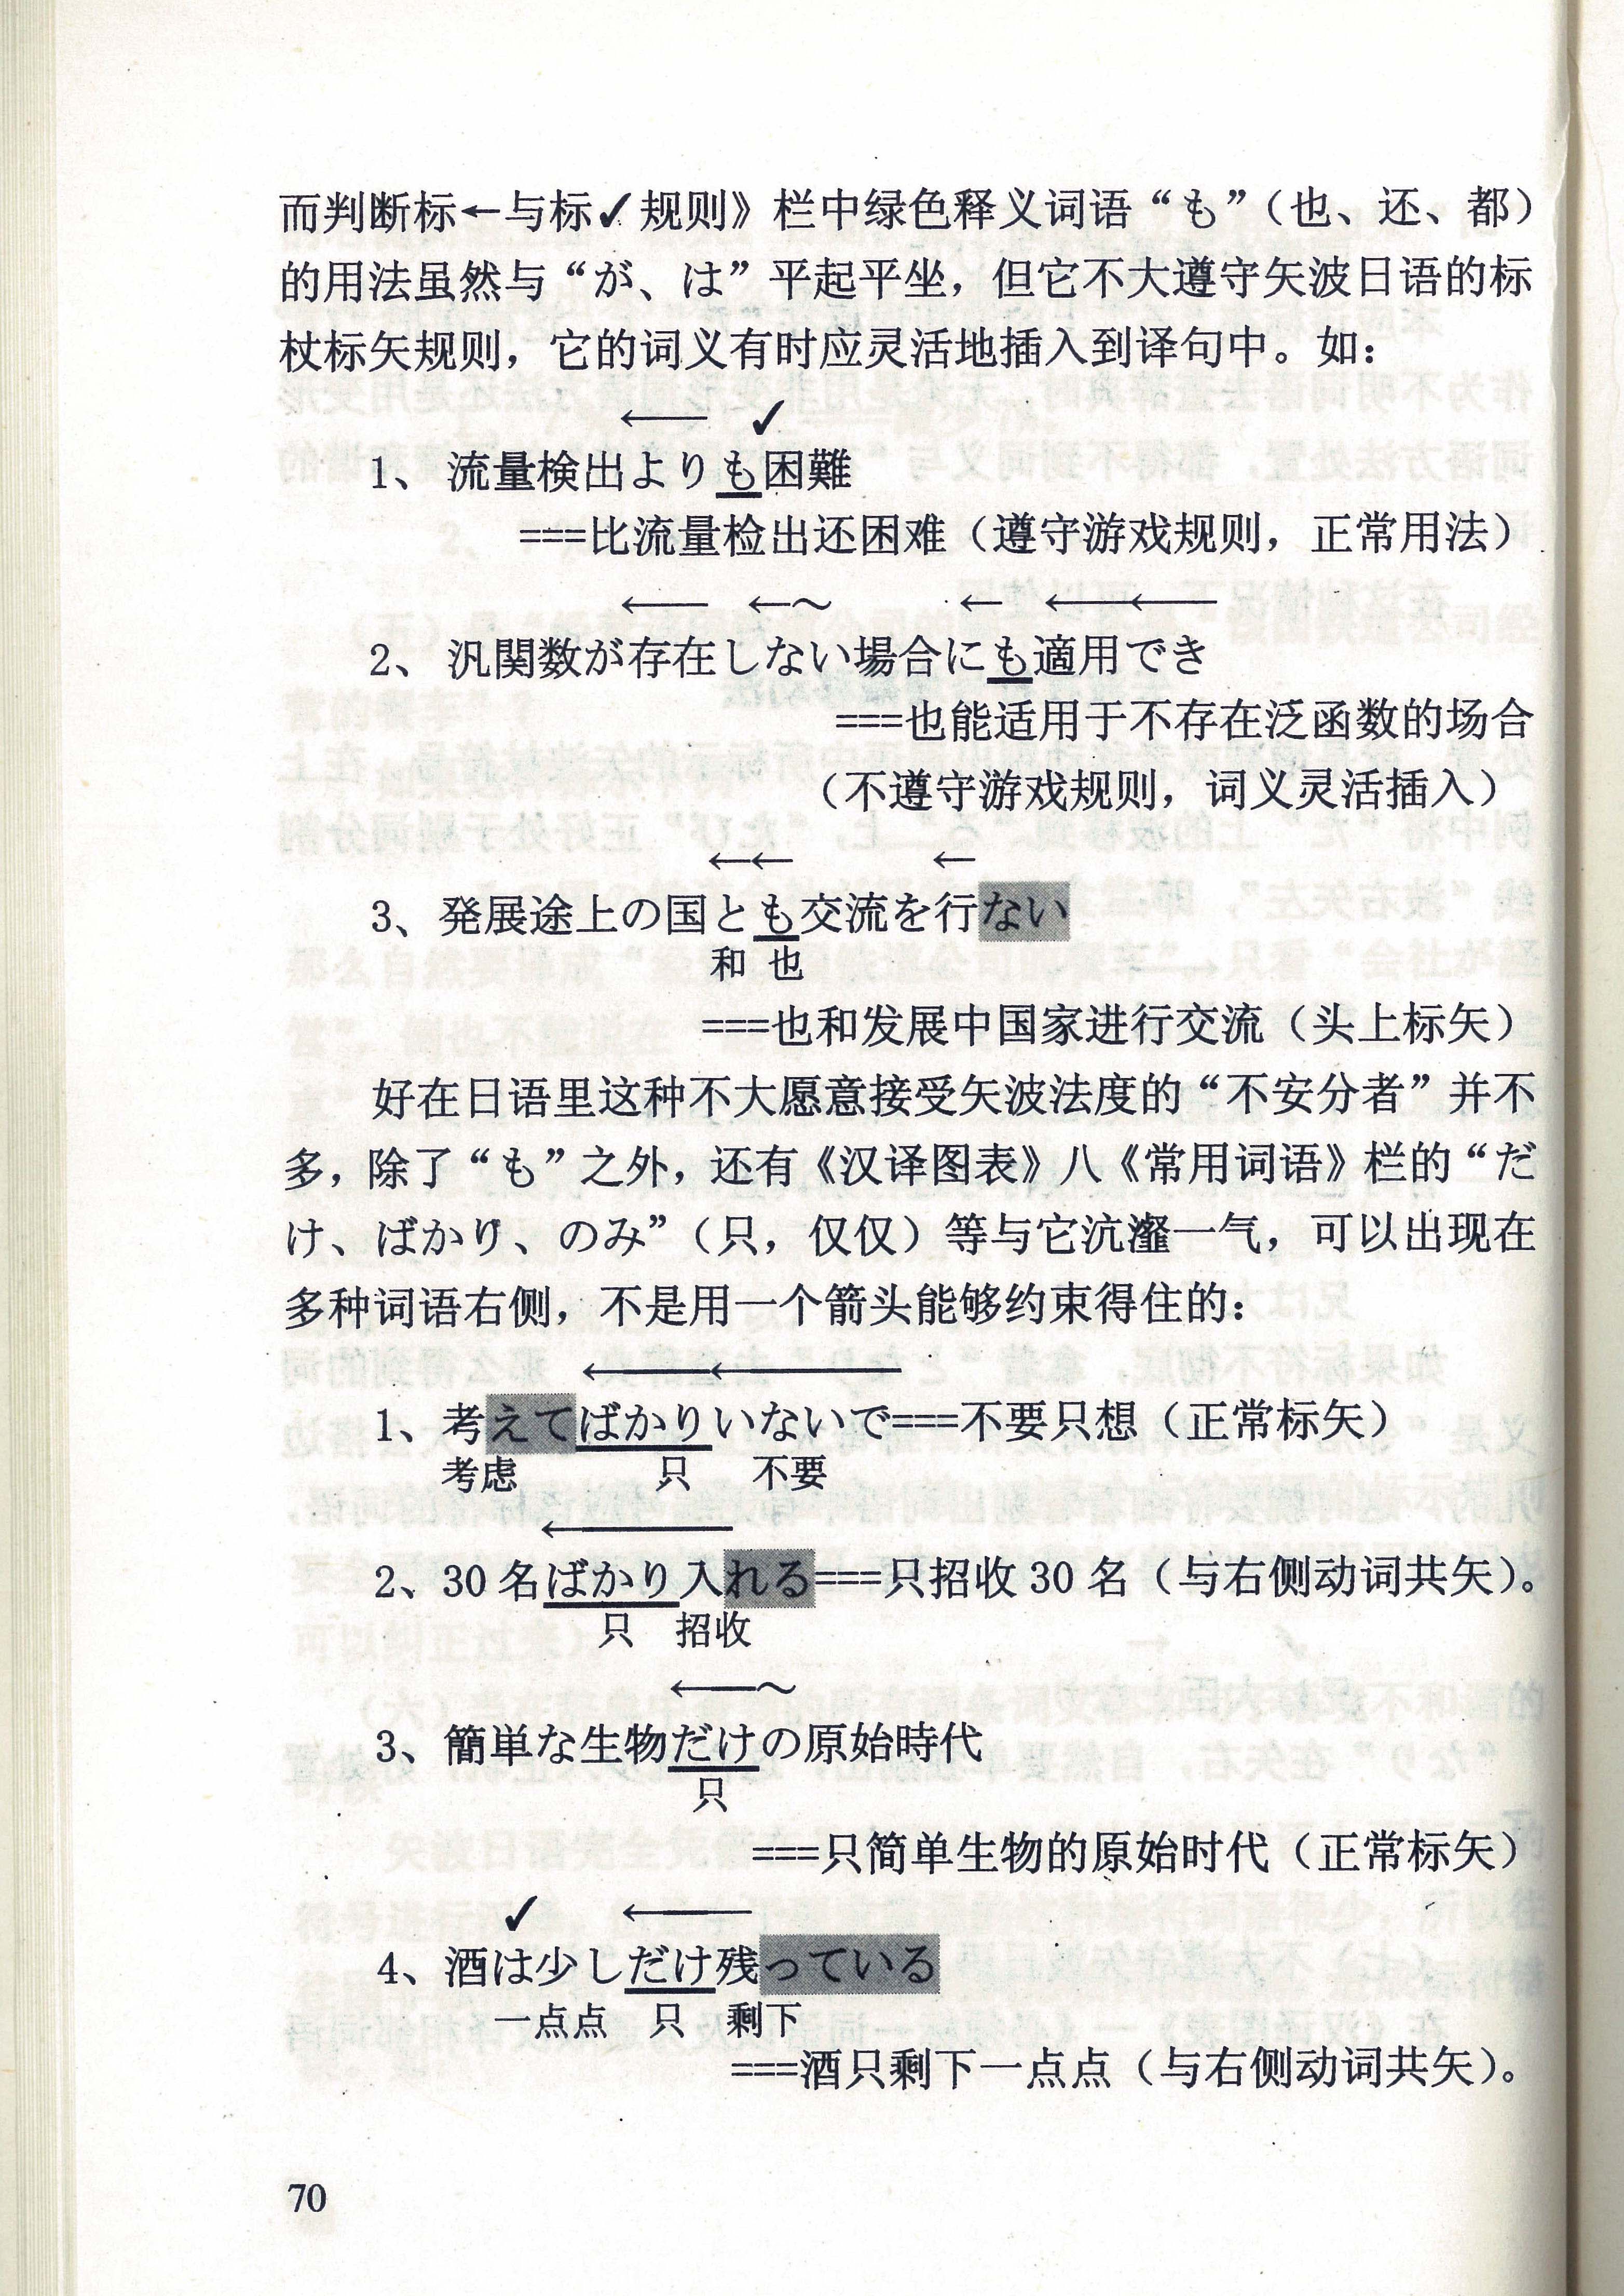 而判断标←与标✓规则》栏中绿色释义词语“も”（也、还、都）
的用法虽然与“が、は”平起平坐，但它不大遵守矢波日语的标
杖标矢规则，它的词义有时应灵活地插入到译句中。如：
← ✓
1、流量検出よりも困難
===比流量检出还困难（遵守游戏规则，正常用法）
← ←～ ← ←←
2、汎関数が存在しない場合にも適用でき
===也能适用于不存在泛函数的场合
（不遵守游戏规则，词义灵活插入）
←← ←
3、発展途上の国とも交流を行ない
和 也
===也和发展中国家进行交流（头上标矢）
好在日语里这种不大愿意接受矢波法度的“不安分者”并不
多，除了“も”之外，还有《汉译图表》八《常用词语》栏的“だ
け、ばかり、のみ”（只，仅仅）等与它沆瀣一气，可以出现在
多种词语右侧，不是用一个箭头能够约束得住的：
←←
1、考えてばかりいないで===不要只想（正常标矢）
考虑 只 不要
←
2、30名ばかり入れる===只招收30名（与右侧动词共矢）。
只 招收
←～
3、簡単な生物だけの原始時代
只
===只简单生物的原始时代（正常标矢）
✓ ←
4、酒は少しだけ残っている
一点点 只 剩下
===酒只剩下一点点（与右侧动词共矢）。
70